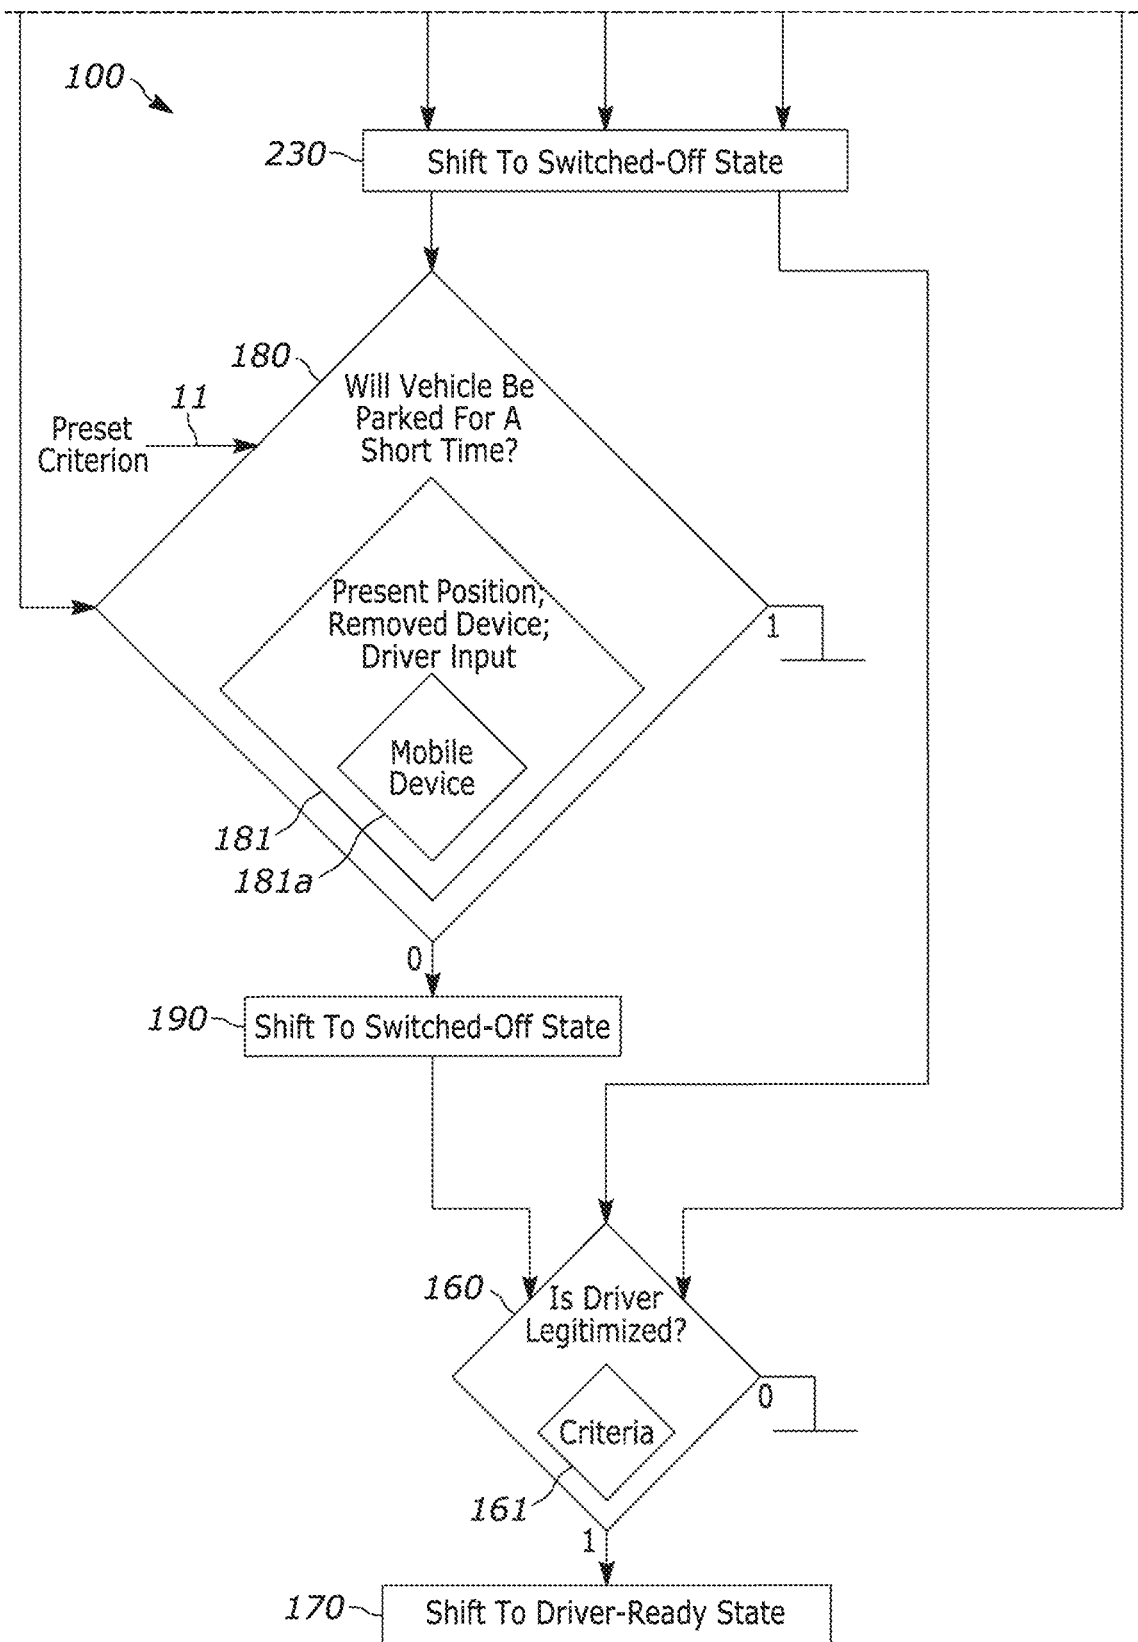 100
230
Shift To Switched-Off State
180
Will Vehicle Be
Parked For A
Short Time?
11
Preset
Criterion
Present Position;
Removed Device;
Driver Input
1
Mobile
Device
181
181a
0
190
Shift To Switched-Off State
160
Is Driver
Legitimized?
0
Criteria
161
1
170
Shift To Driver-Ready State